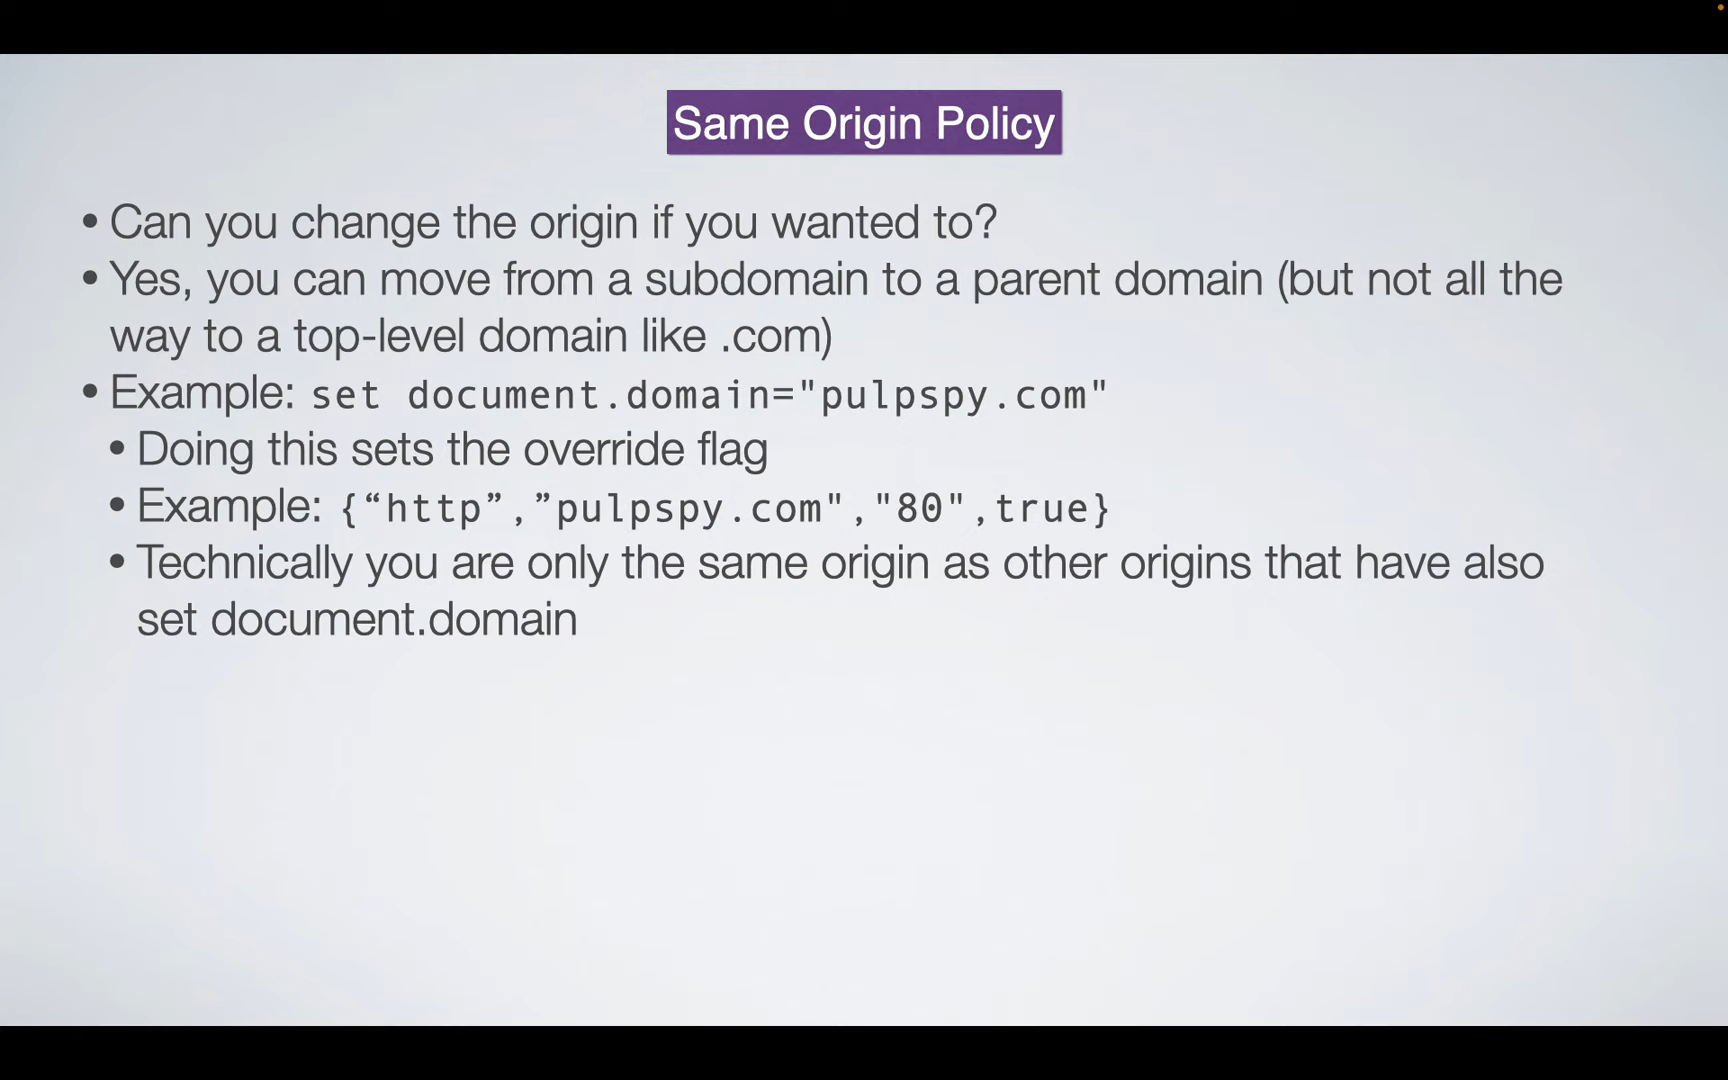 Same Origin Policy
• Can you change the origin if you wanted to?
• Yes, you can move from a subdomain to a parent domain (but not all the
way to a top-level domain like .com)
• Example: set document.domain="pulpspy.com"
• Doing this sets the override flag
• Example: {“http”,”pulpspy.com","80",true}
• Technically you are only the same origin as other origins that have also
set document.domain